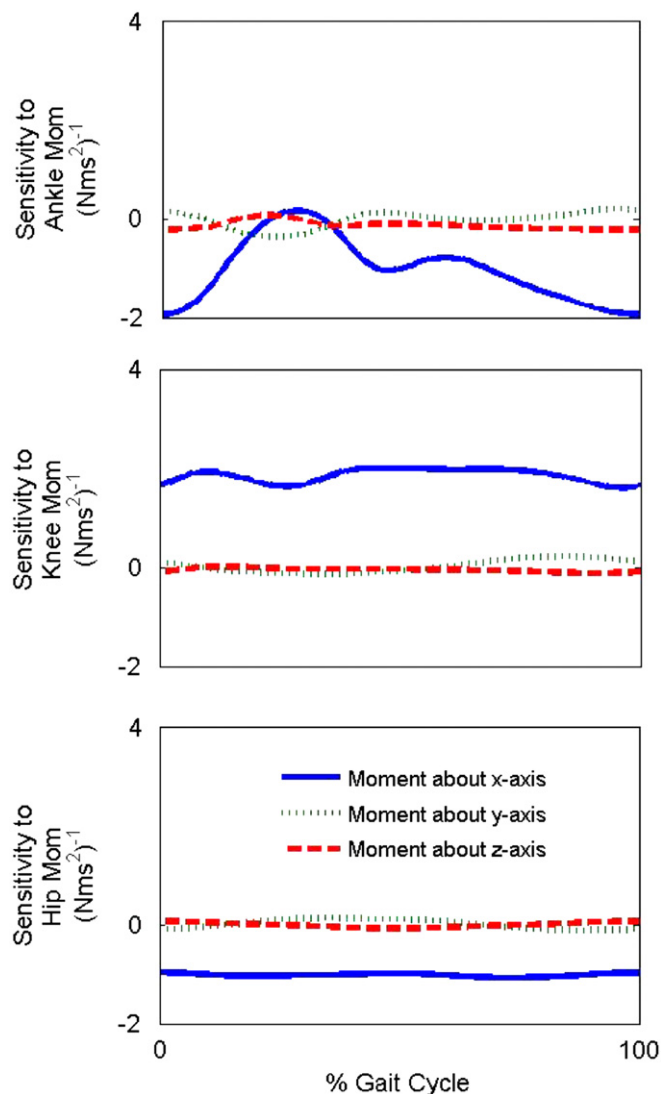 Sensitivity to
Ankle Mom
(Nms²)⁻¹
4
0
-2
Sensitivity to
Knee Mom
(Nms²)⁻¹
4
0
-2
Sensitivity to
Hip Mom
(Nms²)⁻¹
4
Moment about x-axis
Moment about y-axis
Moment about z-axis
0
-2
0
100
% Gait Cycle